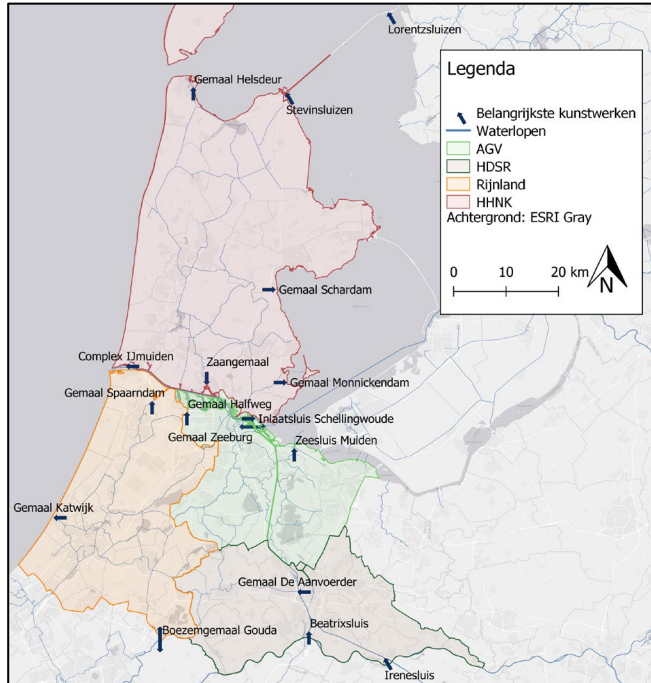 Lorentzsluizen
Gemaal Helsdeur
Stevinsluizen
Legenda
Belangrijkste kunstwerken
Waterlopen
AGV
HDSR
Rijnland
HHNK
Achtergrond: ESRI Gray
0 10 20 km
N
Gemaal Schardam
Complex IJmuiden
Zaangemaal
Gemaal Monnickendam
Gemaal Spaarndam
Gemaal Halfweg
Inlaatsluis Schellingwoude
Gemaal Zeeburg
Zeesluis Muiden
Gemaal Katwijk
Gemaal De Aanvoerder
Boezemgemaal Gouda
Beatrixsluis
Irenesluis